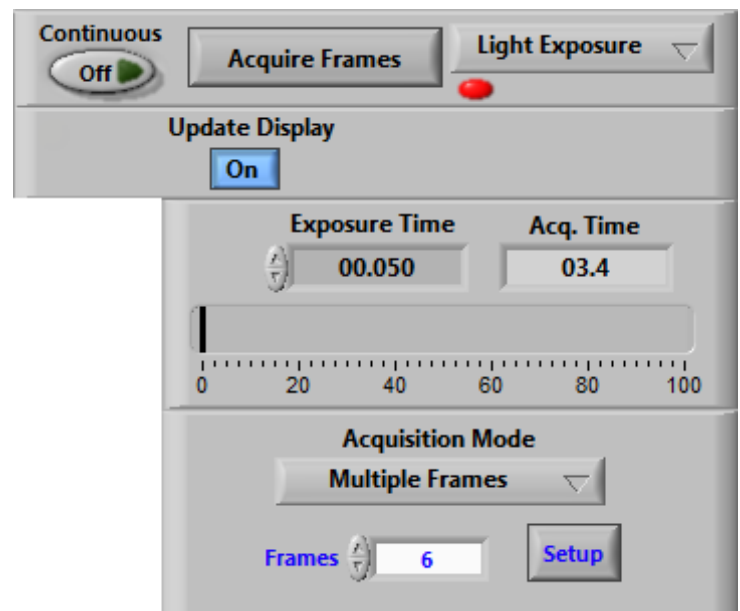 Continuous
Off
Acquire Frames
Light Exposure
Update Display
On
Exposure Time
Acq. Time
00.050
03.4
0 20 40 60 80 100
Acquisition Mode
Multiple Frames
Frames 6 Setup